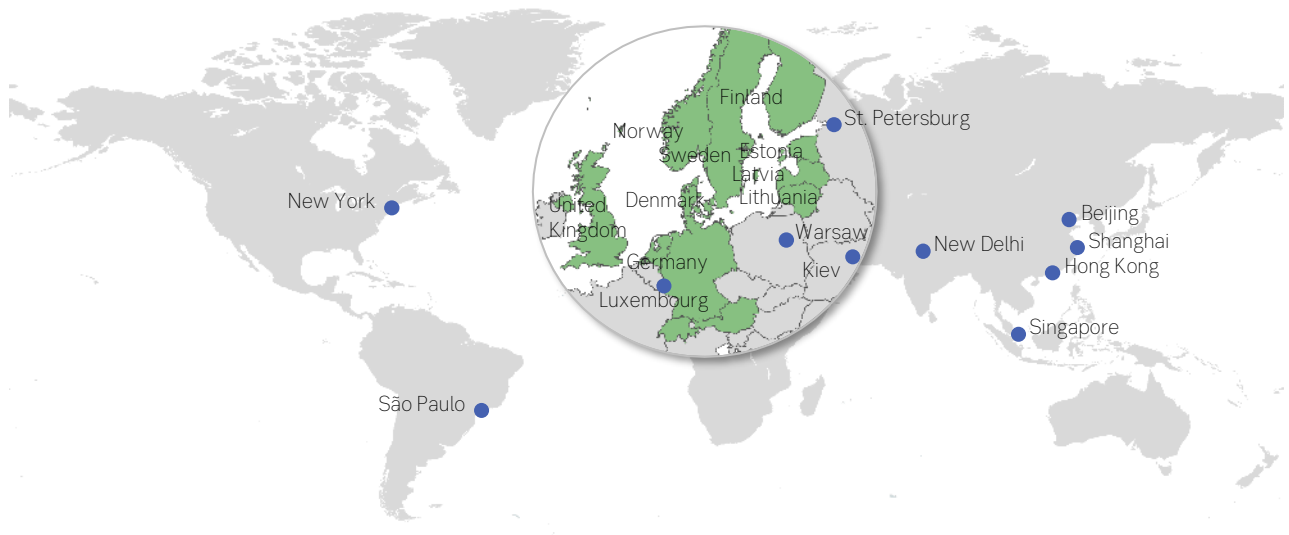 Finland
St. Petersburg
Norway
Sweden
Estonia
Latvia
Lithuania
Denmark
New York
United
Kingdom
Beijing
Warsaw
Shanghai
New Delhi
Germany
Kiev
Hong Kong
Luxembourg
Singapore
São Paulo